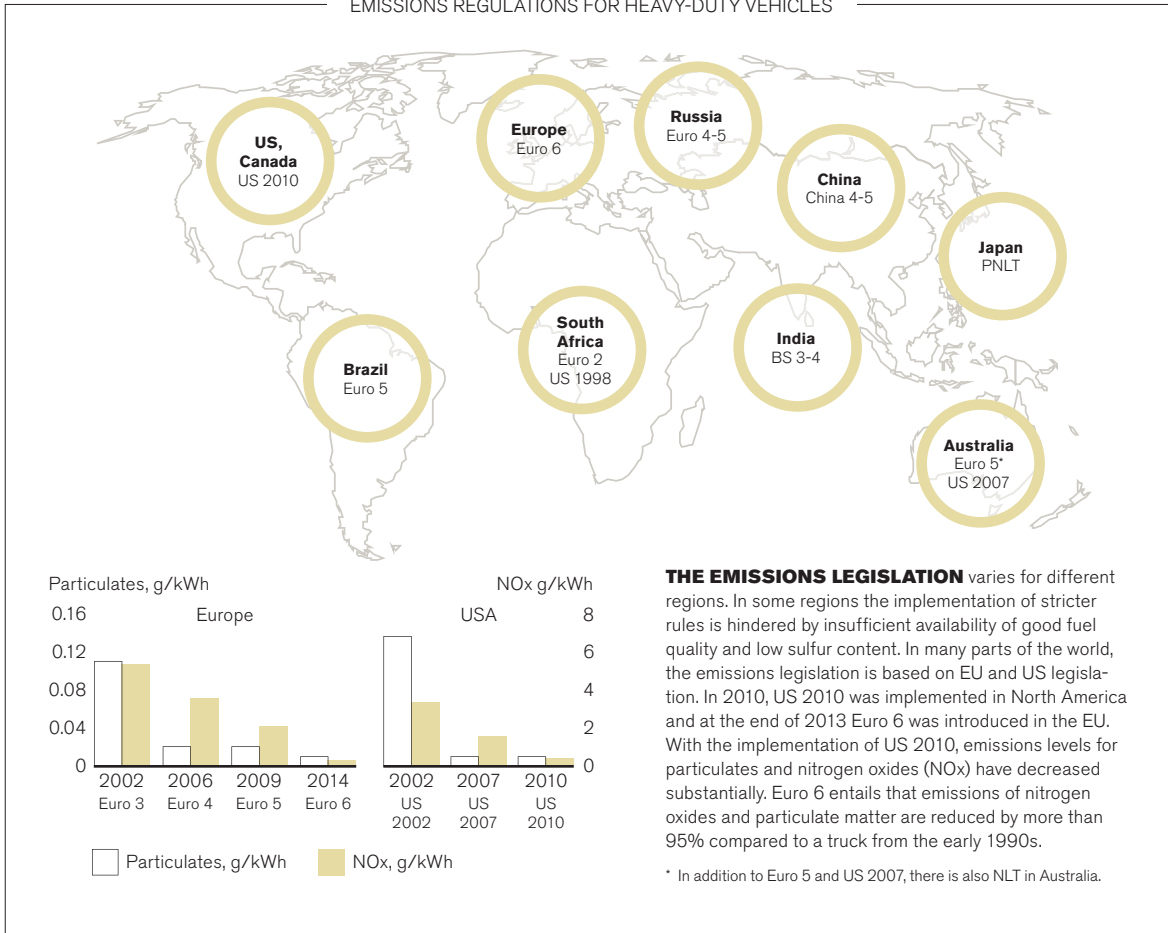 EMISSIONS REGULATIONS FOR HEAVY-DUTY VEHICLES
US,
Canada
US 2010
Europe
Euro 6
Russia
Euro 4-5
China
China 4-5
Japan
PNLT
Brazil
Euro 5
South
Africa
Euro 2
US 1998
India
BS 3-4
Australia
Euro 5*
US 2007
Particulates, g/kWh
NOx g/kWh
0.16 Europe USA 8
0.12 6
0.08 4
0.04 2
0 0
2002 2006 2009 2014 2002 2007 2010
Euro 3 Euro 4 Euro 5 Euro 6 US US US
2002 2007 2010
Particulates, g/kWh NOx, g/kWh
THE EMISSIONS LEGISLATION varies for different
regions. In some regions the implementation of stricter
rules is hindered by insufficient availability of good fuel
quality and low sulfur content. In many parts of the world,
the emissions legislation is based on EU and US legisla-
tion. In 2010, US 2010 was implemented in North America
and at the end of 2013 Euro 6 was introduced in the EU.
With the implementation of US 2010, emissions levels for
particulates and nitrogen oxides (NOx) have decreased
substantially. Euro 6 entails that emissions of nitrogen
oxides and particulate matter are reduced by more than
95% compared to a truck from the early 1990s.
* In addition to Euro 5 and US 2007, there is also NLT in Australia.